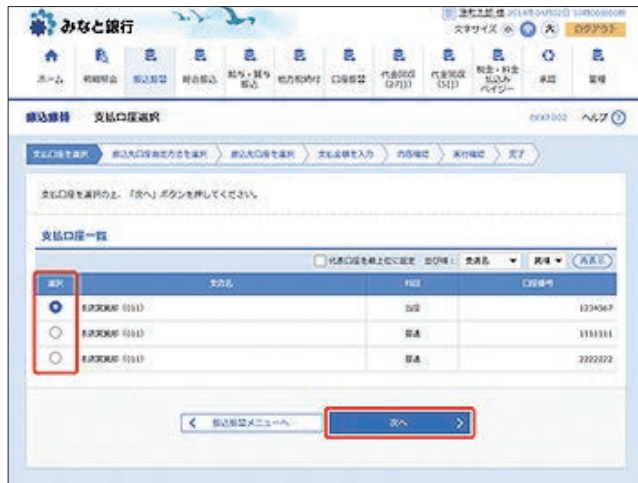 みなと銀行
文字サイズ 小 中 大 ログアウト
ホーム 明細照会 振込振替 総合振込 給与・賞与振込 地方税納付 口座振替 代金回収 代金回収 税金・料金払込みペイジー 承認 管理
振込振替 支払口座選択
ヘルプ
支払口座を選択 振込先口座指定方法を選択 振込先口座を選択 支払金額を入力 内容確認 実行確認 完了
支払口座を選択の上、「次へ」ボタンを押してください。
支払口座一覧
代表口座を最上位に固定 並び順： 支店名 昇順 再表示
選択 支店名 科目 口座番号
当座 1234567
普通 1111111
普通 2222222
振込振替メニューへ 次へ